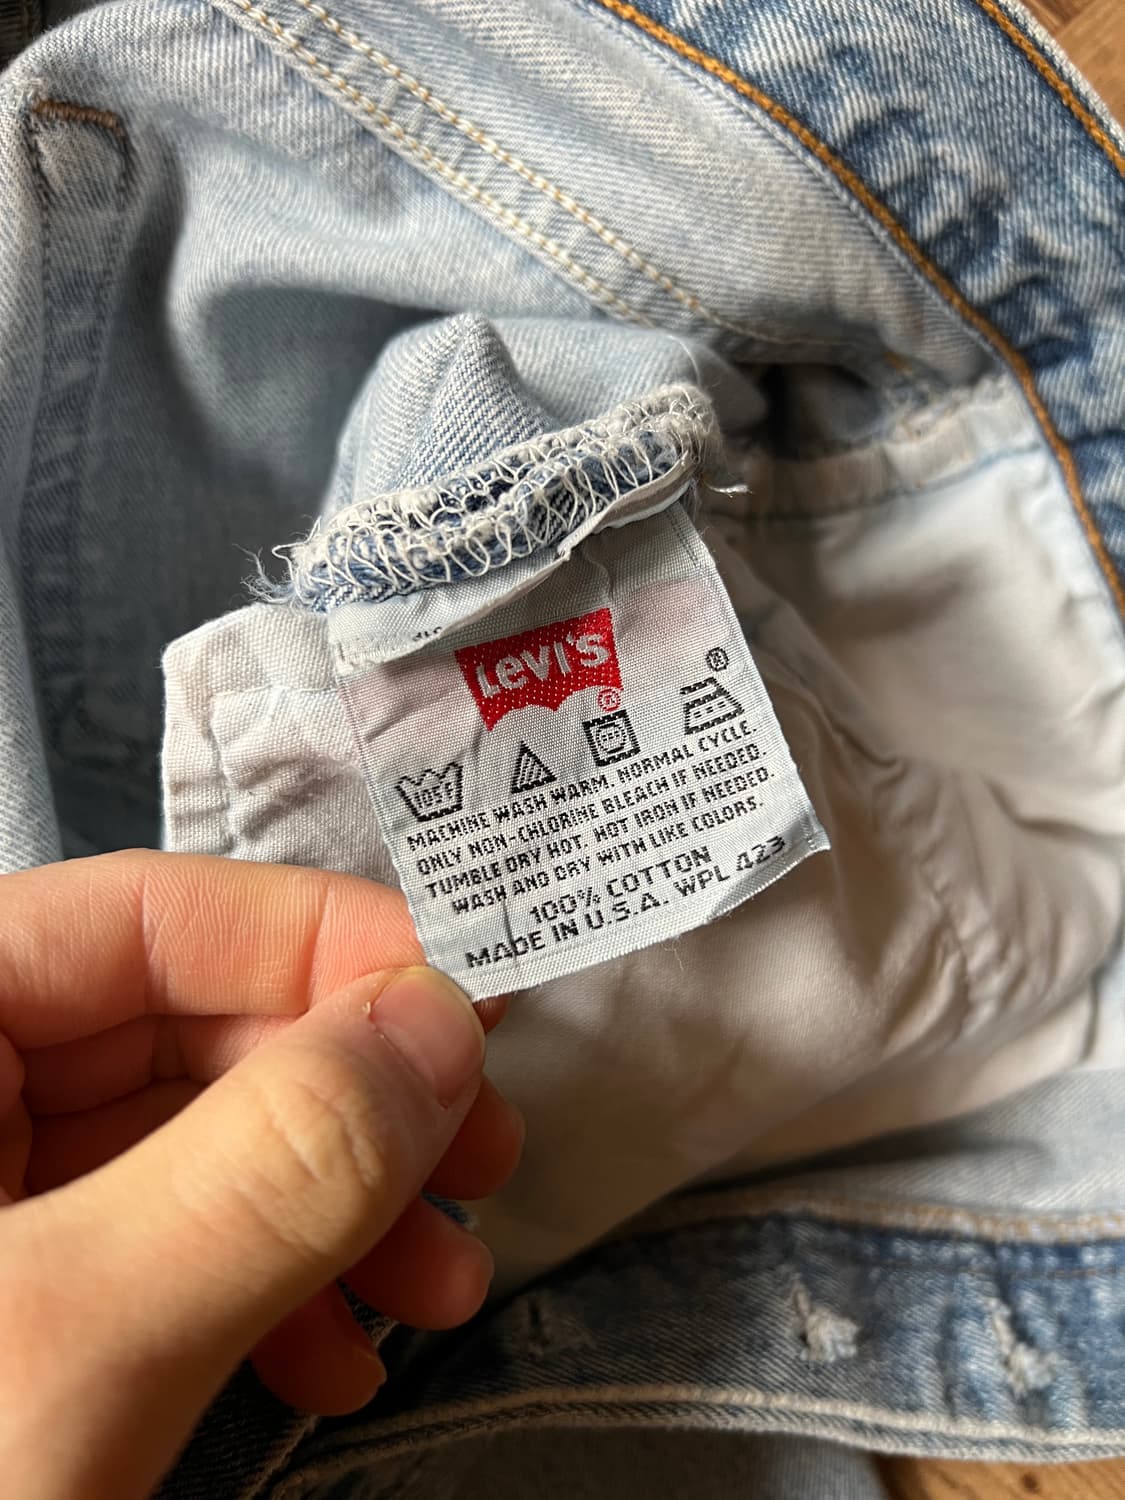 Levi's
®
®
105F
MACHINE WASH WARM, NORMAL CYCLE.
ONLY NON-CHLORINE BLEACH IF NEEDED.
TUMBLE DRY HOT. HOT IRON IF NEEDED.
WASH AND DRY WITH LIKE COLORS.
100% COTTON
MADE IN U.S.A. WPL 423